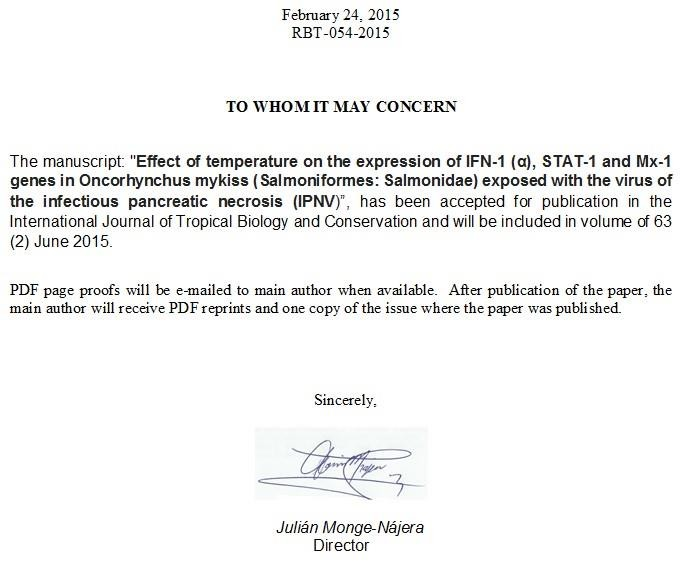 February 24, 2015
RBT-054-2015
TO WHOM IT MAY CONCERN
The manuscript: "Effect of temperature on the expression of IFN-1 (α), STAT-1 and Mx-1
genes in Oncorhynchus mykiss (Salmoniformes: Salmonidae) exposed with the virus of
the infectious pancreatic necrosis (IPNV)”, has been accepted for publication in the
International Journal of Tropical Biology and Conservation and will be included in volume of 63
(2) June 2015.
PDF page proofs will be e-mailed to main author when available. After publication of the paper, the
main author will receive PDF reprints and one copy of the issue where the paper was published.
Sincerely,
Julián Monge-Nájera
Director